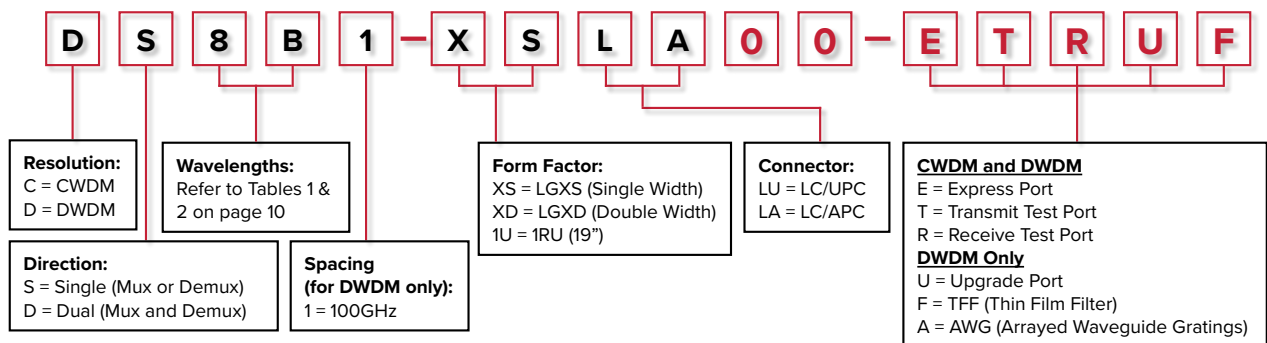 D S 8 B 1 - X S L A 0 0 - E T R U F
Resolution:
C = CWDM
D = DWDM
Wavelengths:
Refer to Tables 1 &
2 on page 10
Form Factor:
XS = LGXS (Single Width)
XD = LGXD (Double Width)
1U = 1RU (19”)
Connector:
LU = LC/UPC
LA = LC/APC
CWDM and DWDM
E = Express Port
T = Transmit Test Port
R = Receive Test Port
DWDM Only
U = Upgrade Port
F = TFF (Thin Film Filter)
A = AWG (Arrayed Waveguide Gratings)
Direction:
S = Single (Mux or Demux)
D = Dual (Mux and Demux)
Spacing
(for DWDM only):
1 = 100GHz